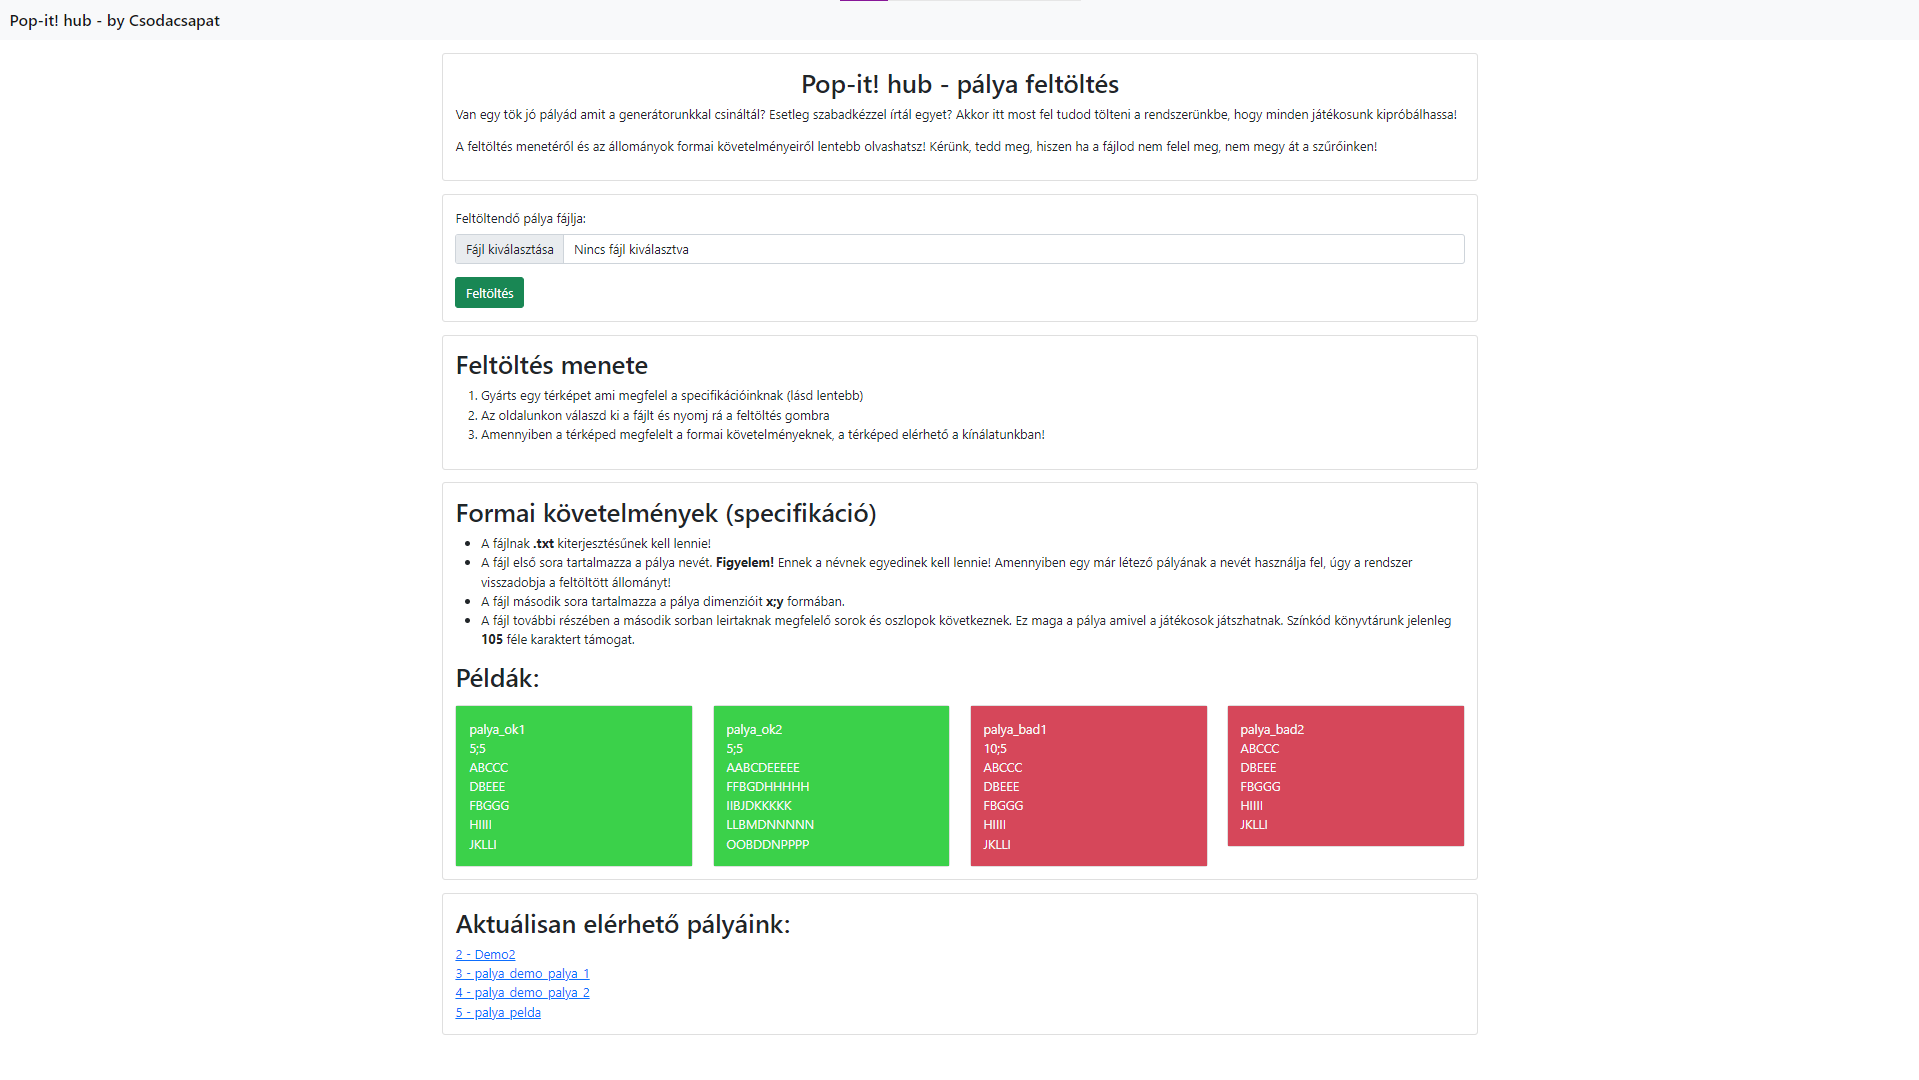 Pop-it! hub - by Csodacsapat
Pop-it! hub - pálya feltöltés
Van egy tök jó pályád amit a generátorunkkal csináltál? Esetleg szabadkézzel írtál egyet? Akkor itt most fel tudod tölteni a rendszerünkbe, hogy minden játékosunk kipróbálhassa!
A feltöltés menetéről és az állományok formai követelményeiről lentebb olvashatsz! Kérünk, tedd meg, hiszen ha a fájlod nem felel meg, nem megy át a szűrőinken!
Feltöltendő pálya fájlja:
Fájl kiválasztása Nincs fájl kiválasztva
Feltöltés
Feltöltés menete
1. Gyárts egy térképet ami megfelel a specifikációinknak (lásd lentebb)
2. Az oldalunkon válaszd ki a fájlt és nyomj rá a feltöltés gombra
3. Amennyiben a térképed megfelelt a formai követelményeknek, a térképed elérhető a kínálatunkban!
Formai követelmények (specifikáció)
• A fájlnak .txt kiterjesztésűnek kell lennie!
• A fájl első sora tartalmazza a pálya nevét. Figyelem! Ennek a névnek egyedinek kell lennie! Amennyiben egy már létező pályának a nevét használja fel, úgy a rendszer
visszadobja a feltöltött állományt!
• A fájl második sora tartalmazza a pálya dimenzióit x;y formában.
• A fájl további részében a második sorban leirtaknak megfelelő sorok és oszlopok következnek. Ez maga a pálya amivel a játékosok játszhatnak. Színkód könyvtárunk jelenleg
105 féle karaktert támogat.
Példák:
palya_ok1
5;5
ABCCC
DBEEE
FBGGG
HIIII
JKLLI
palya_ok2
5;5
AABCDEEEEE
FFBGDHHHHH
IIBJDKKKKK
LLBMDNNNNN
OOBDDNPPPP
palya_bad1
10;5
ABCCC
DBEEE
FBGGG
HIIII
JKLLI
palya_bad2
ABCCC
DBEEE
FBGGG
HIIII
JKLLI
Aktuálisan elérhető pályáink:
2 - Demo2
3 - palya_demo_palya_1
4 - palya_demo_palya_2
5 - palya_pelda